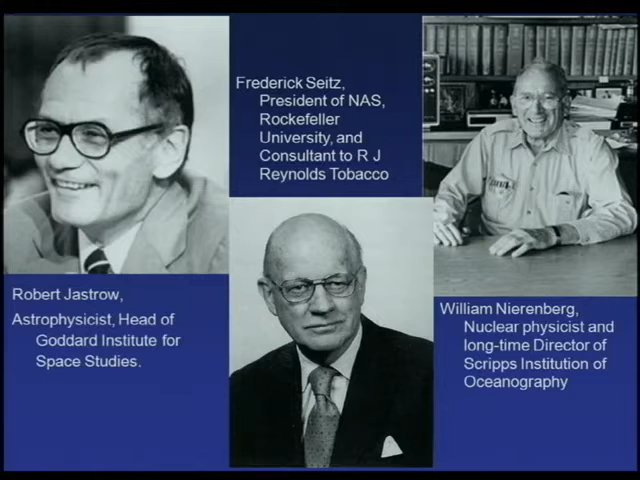 Frederick Seitz,
President of NAS,
Rockefeller
University, and
Consultant to R J
Reynolds Tobacco
Robert Jastrow,
Astrophysicist, Head of
Goddard Institute for
Space Studies.
William Nierenberg,
Nuclear physicist and
long-time Director of
Scripps Institution of
Oceanography